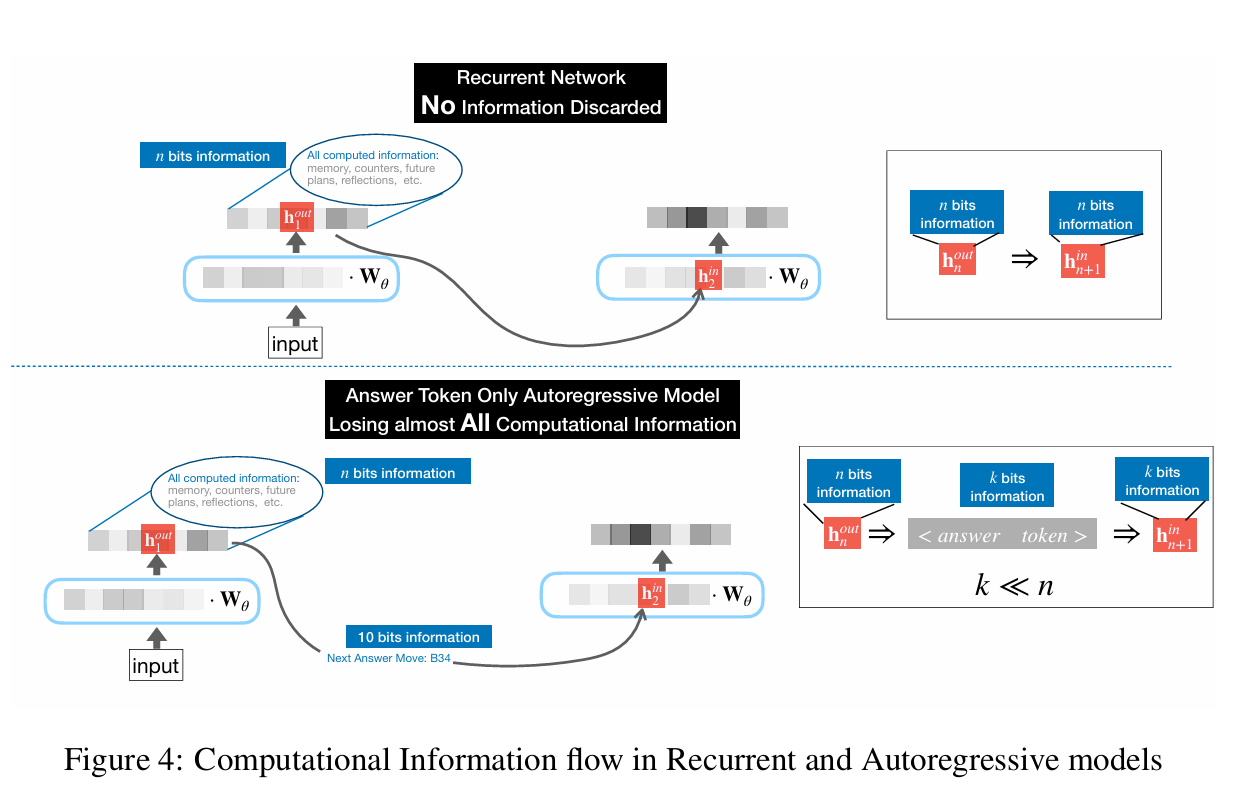 Recurrent Network
No Information Discarded
n bits information
All computed information:
memory, counters, future
plans, reflections, etc.
h₁ᵒᵘᵗ
· W_θ
input
h₂ⁱⁿ
· W_θ
n bits
information
n bits
information
hₙᵒᵘᵗ ⇒ hₙ₊₁ⁱⁿ
Answer Token Only Autoregressive Model
Losing almost All Computational Information
n bits information
All computed information:
memory, counters, future
plans, reflections, etc.
h₁ᵒᵘᵗ
· W_θ
input
10 bits information
Next Answer Move: B34
h₂ⁱⁿ
· W_θ
n bits
information
k bits
information
k bits
information
hₙᵒᵘᵗ ⇒ < answer token > ⇒ hₙ₊₁ⁱⁿ
k ≪ n
Figure 4: Computational Information flow in Recurrent and Autoregressive models